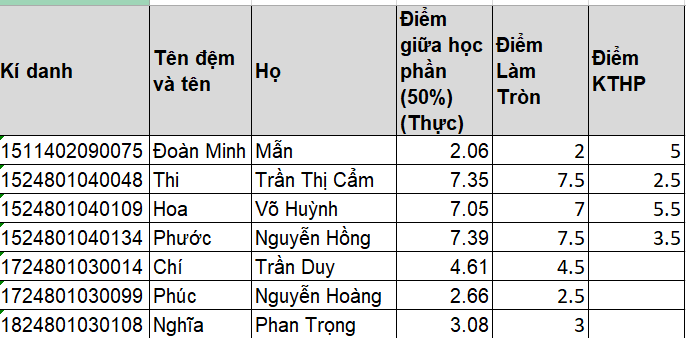 Kí danh Tên đệm và tên Họ Điểm giữa học phần (50%) (Thực) Điểm Làm Tròn Điểm KTHP
1511402090075 Đoàn Minh Mẫn 2.06 2 5
1524801040048 Thi Trần Thị Cẩm 7.35 7.5 2.5
1524801040109 Hoa Võ Huỳnh 7.05 7 5.5
1524801040134 Phước Nguyễn Hồng 7.39 7.5 3.5
1724801030014 Chí Trần Duy 4.61 4.5
1724801030099 Phúc Nguyễn Hoàng 2.66 2.5
1824801030108 Nghĩa Phan Trọng 3.08 3